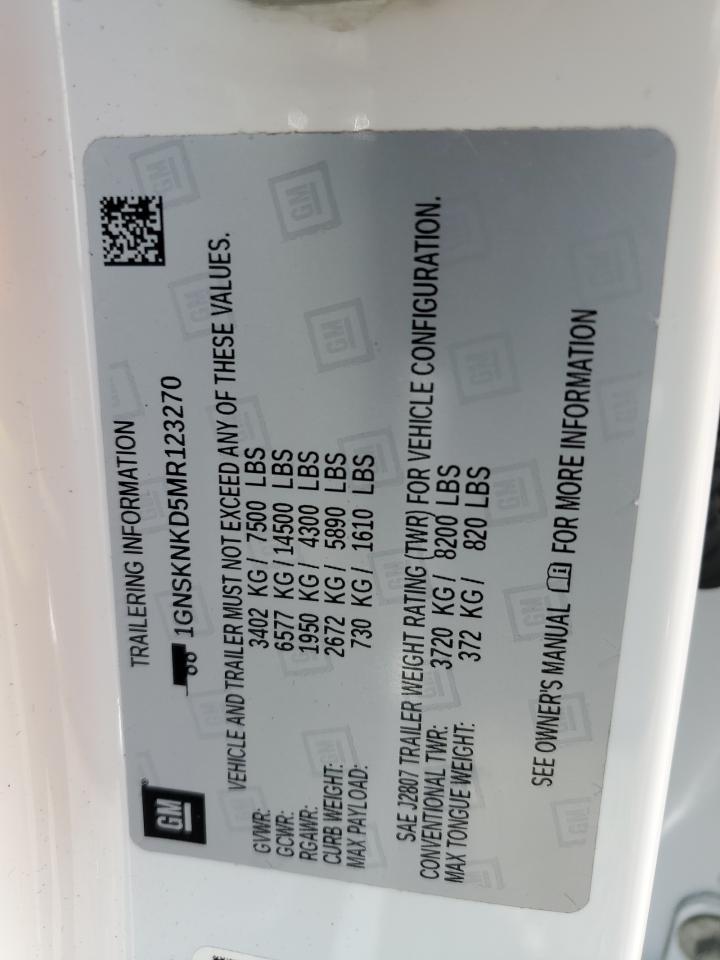 GM
TRAILERING INFORMATION
1GNSKNKD5MR123270
VEHICLE AND TRAILER MUST NOT EXCEED ANY OF THESE VALUES.
GVWR: 3402 KG / 7500 LBS
GCWR: 6577 KG / 14500 LBS
RGAWR: 1950 KG / 4300 LBS
CURB WEIGHT: 2672 KG / 5890 LBS
MAX PAYLOAD: 730 KG / 1610 LBS
SAE J2807 TRAILER WEIGHT RATING (TWR) FOR VEHICLE CONFIGURATION.
CONVENTIONAL TWR: 3720 KG / 8200 LBS
MAX TONGUE WEIGHT: 372 KG / 820 LBS
SEE OWNER'S MANUAL FOR MORE INFORMATION